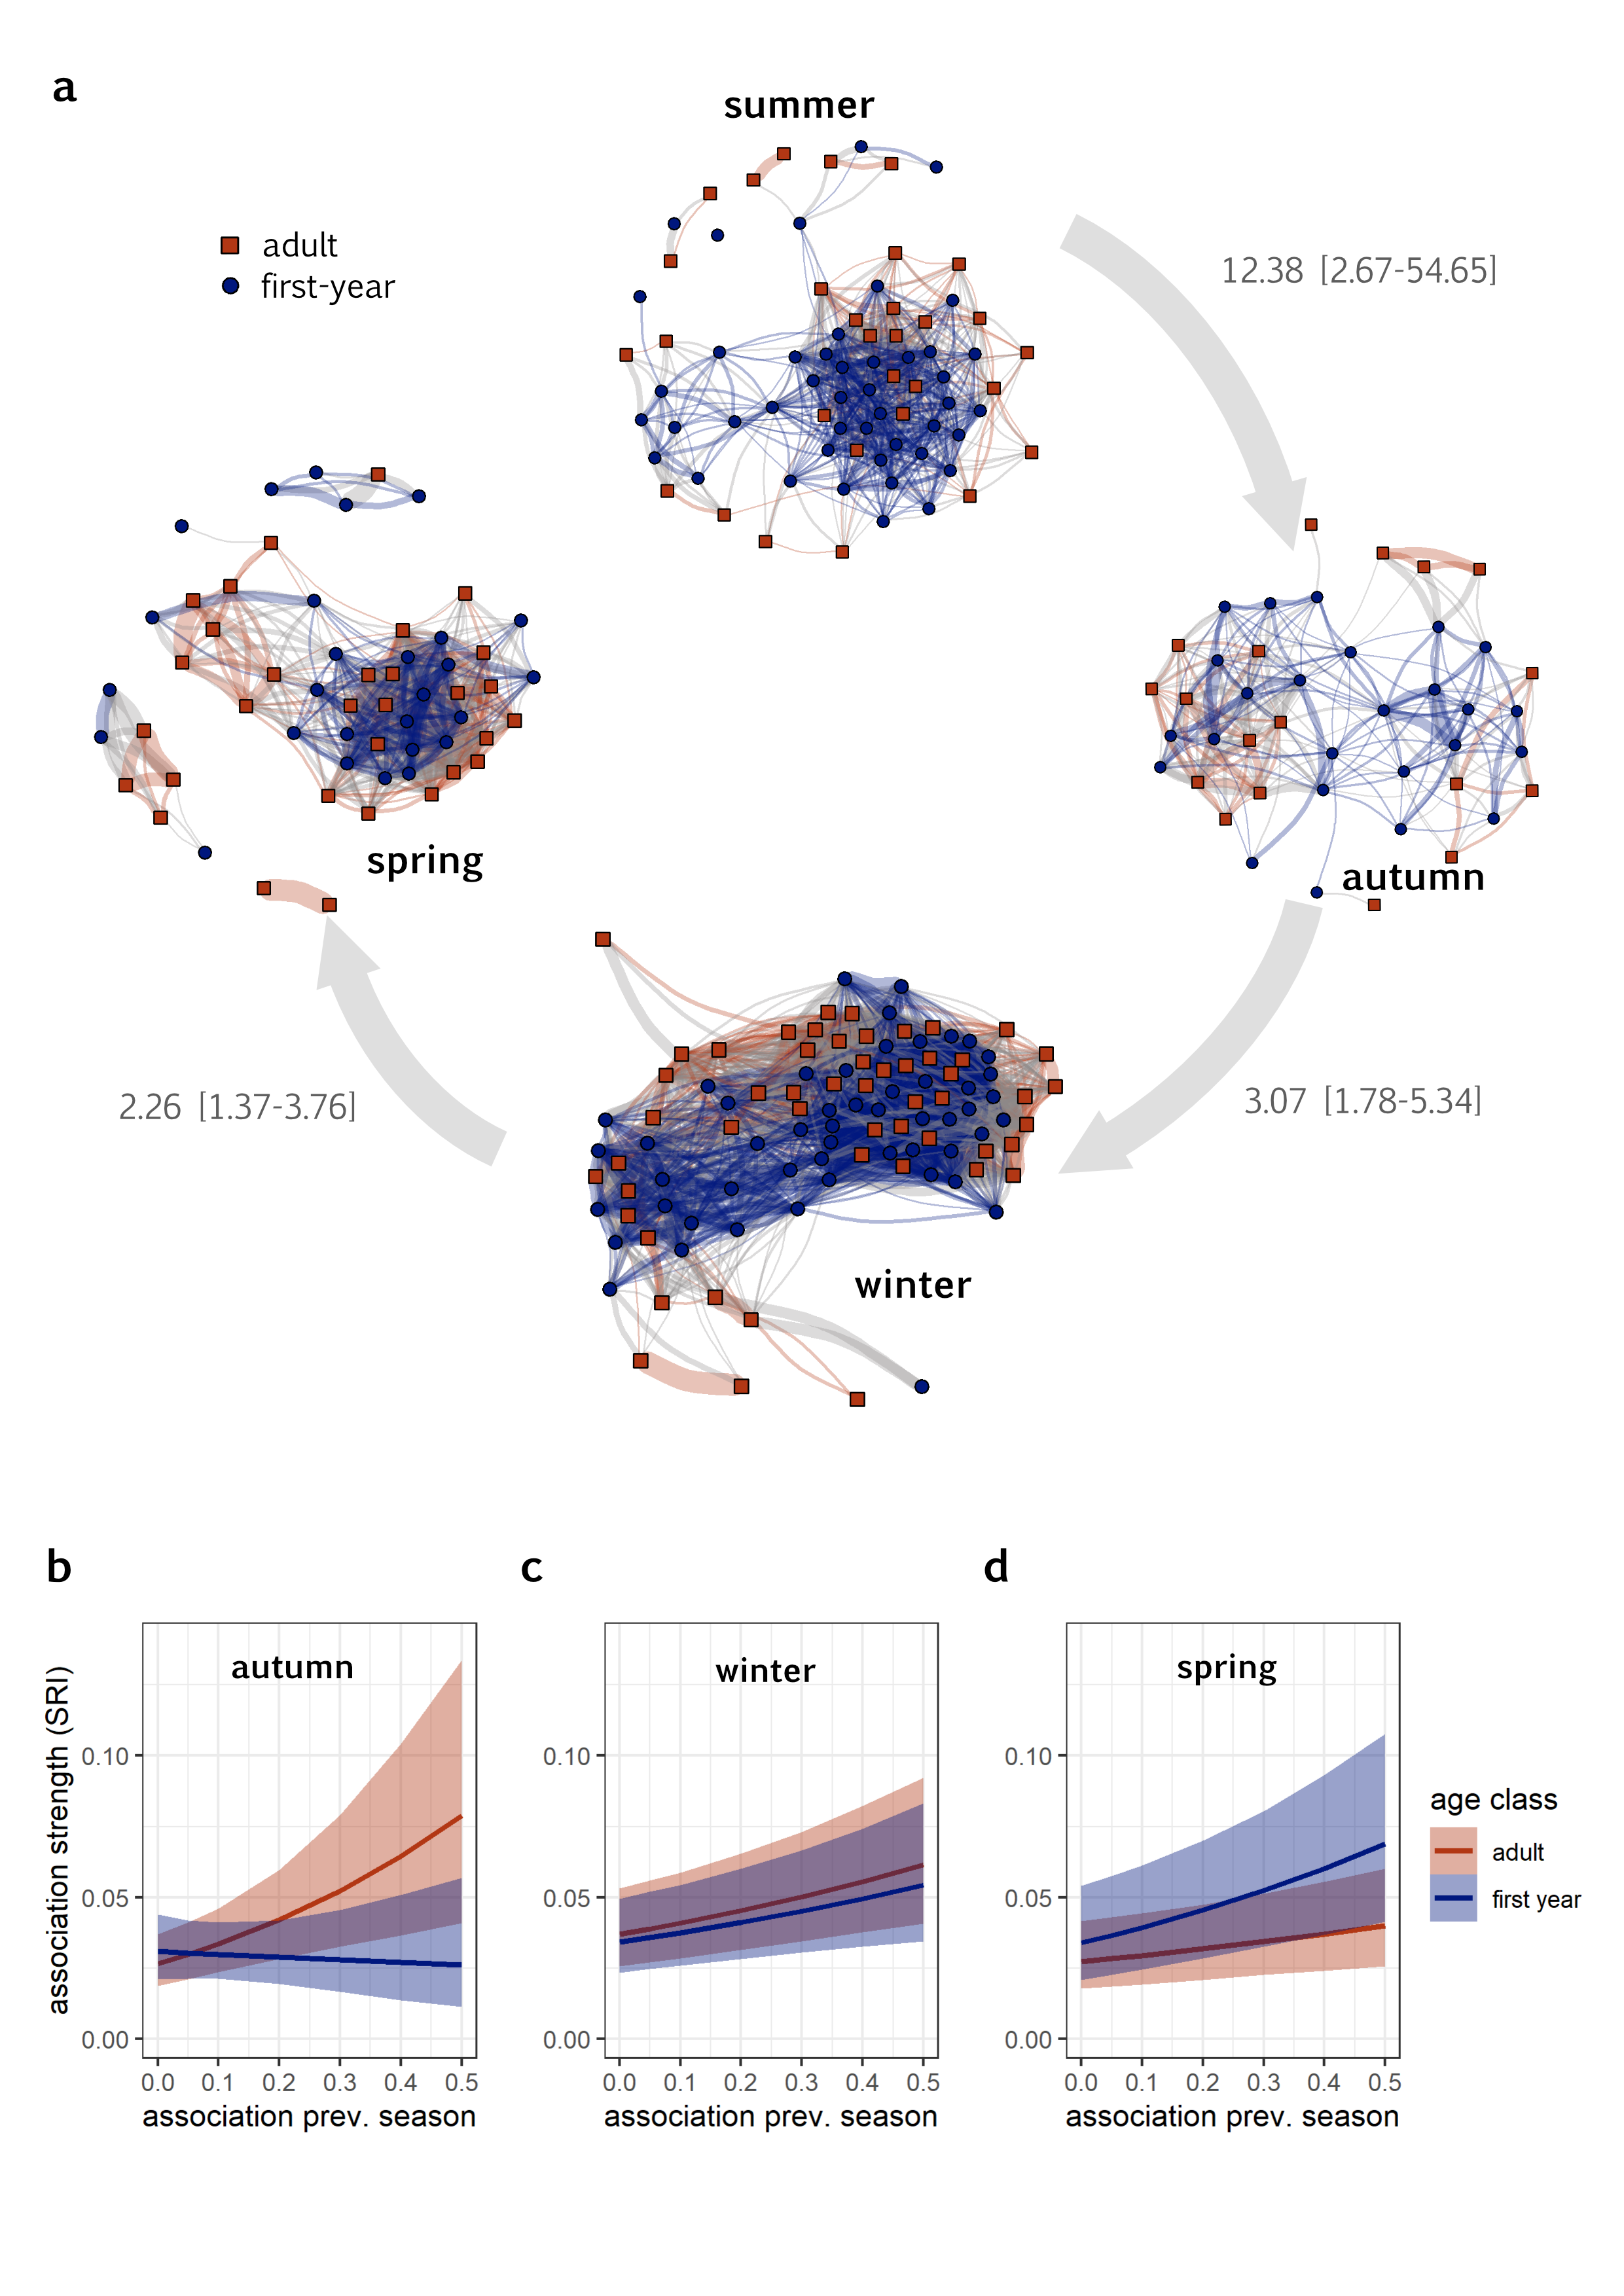 a
summer
adult
first-year
12.38 [2.67-54.65]
spring
autumn
2.26 [1.37-3.76]
3.07 [1.78-5.34]
winter
b
c
d
association strength (SRI)
autumn
0.10
0.05
0.00
0.0 0.1 0.2 0.3 0.4 0.5
association prev. season
winter
0.10
0.05
0.00
0.0 0.1 0.2 0.3 0.4 0.5
association prev. season
spring
0.10
0.05
0.00
0.0 0.1 0.2 0.3 0.4 0.5
association prev. season
age class
adult
first year